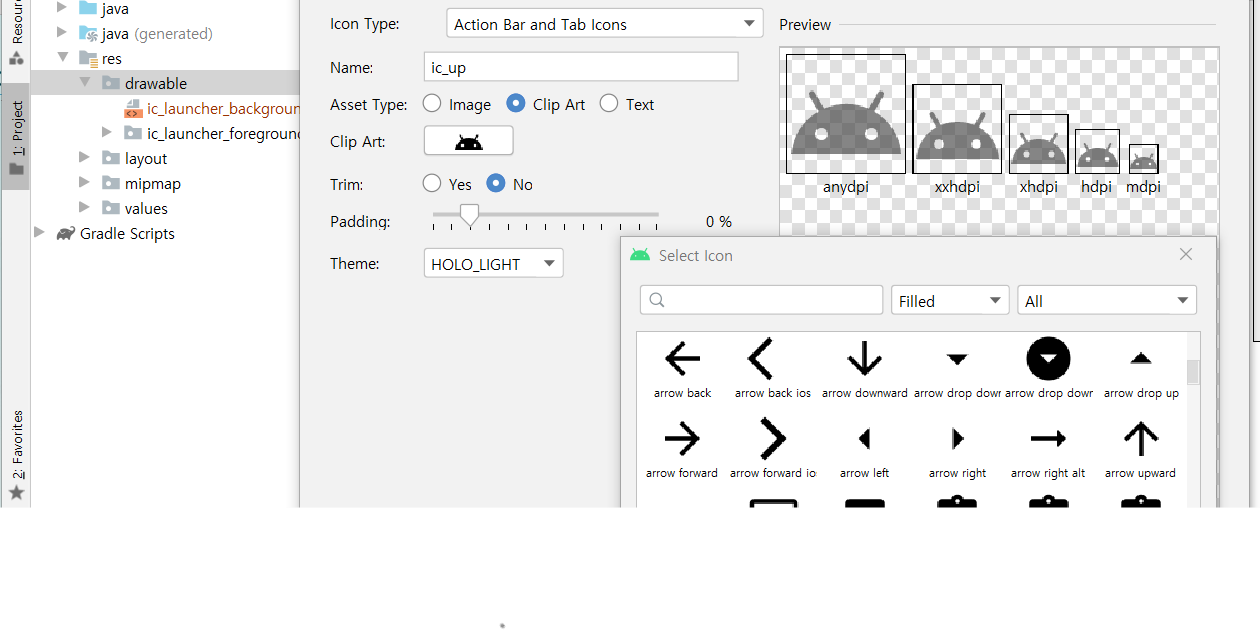 Resour
1: Project
2: Favorites
java
java (generated)
res
drawable
ic_launcher_backgroun
ic_launcher_foregroun
layout
mipmap
values
Gradle Scripts
Icon Type: Action Bar and Tab Icons
Name: ic_up
Asset Type: Image Clip Art Text
Clip Art:
Trim: Yes No
Padding: 0 %
Theme: HOLO_LIGHT
Preview
anydpi xxhdpi xhdpi hdpi mdpi
Select Icon
Filled All
arrow back arrow back ios arrow downward arrow drop down arrow drop down arrow drop up
arrow forward arrow forward io arrow left arrow right arrow right alt arrow upward